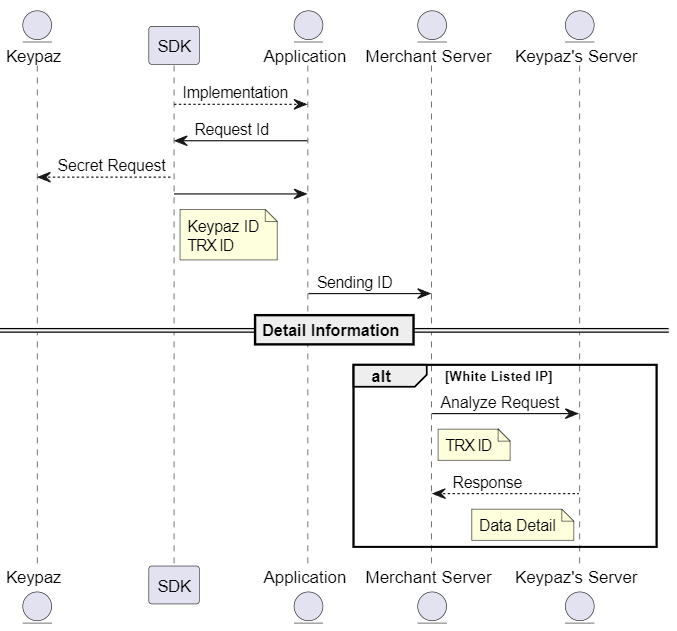 Keypaz
SDK
Application
Merchant Server
Keypaz's Server
Implementation
Request Id
Secret Request
Keypaz ID
TRX ID
Sending ID
Detail Information
alt
[White Listed IP]
Analyze Request
TRX ID
Response
Data Detail
Keypaz
SDK
Application
Merchant Server
Keypaz's Server